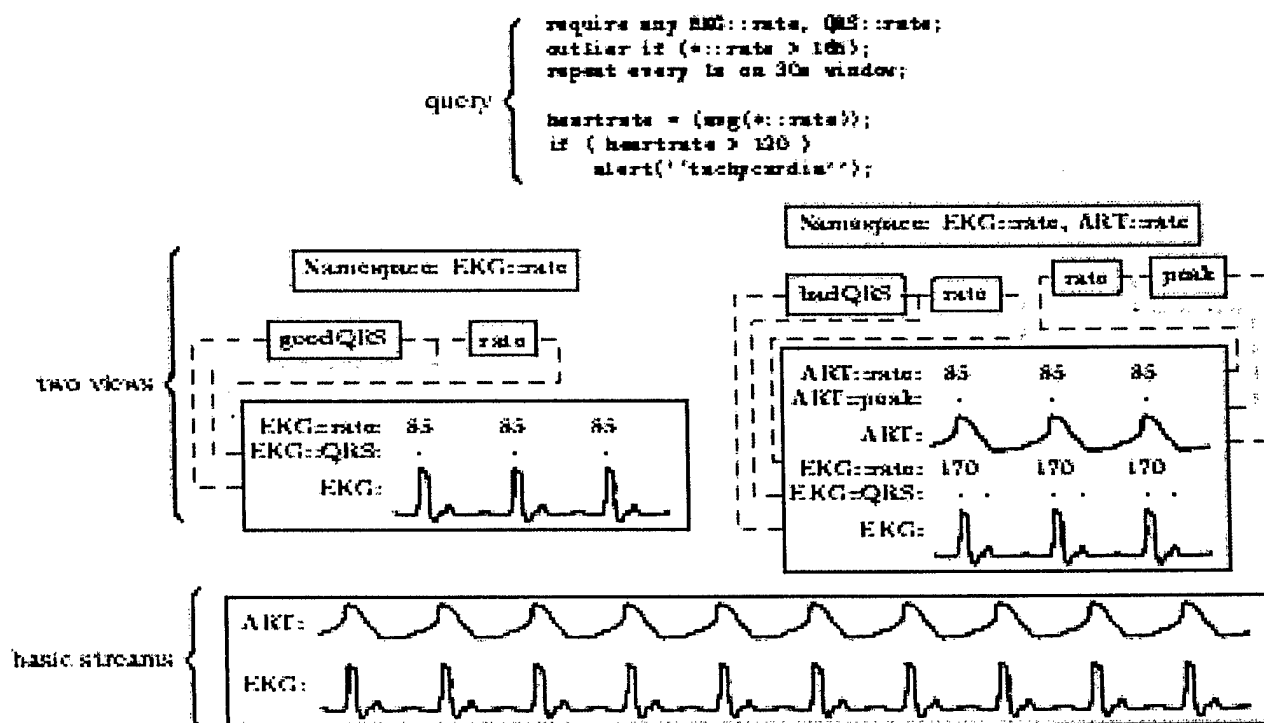 require any EKG::rate, QRS::rate;
outlier if (*::rate >
repeat every 1s on 30s window;
query
heartrate = (avg(*::rate));
if ( heartrate > 120 )
alert(''tachycardia'');
Namespace: EKG::rate, ART::rate
Namespace: EKG::rate
rate peak
badQRS rate
goodQRS rate
two views
ART::rate: 85 85 85
ART::peak:
ART:
EKG::rate: 85 85 85
EKG::QRS:
EKG:
EKG::rate: 170 170 170
EKG::QRS:
EKG:
basic streams
ART:
EKG: